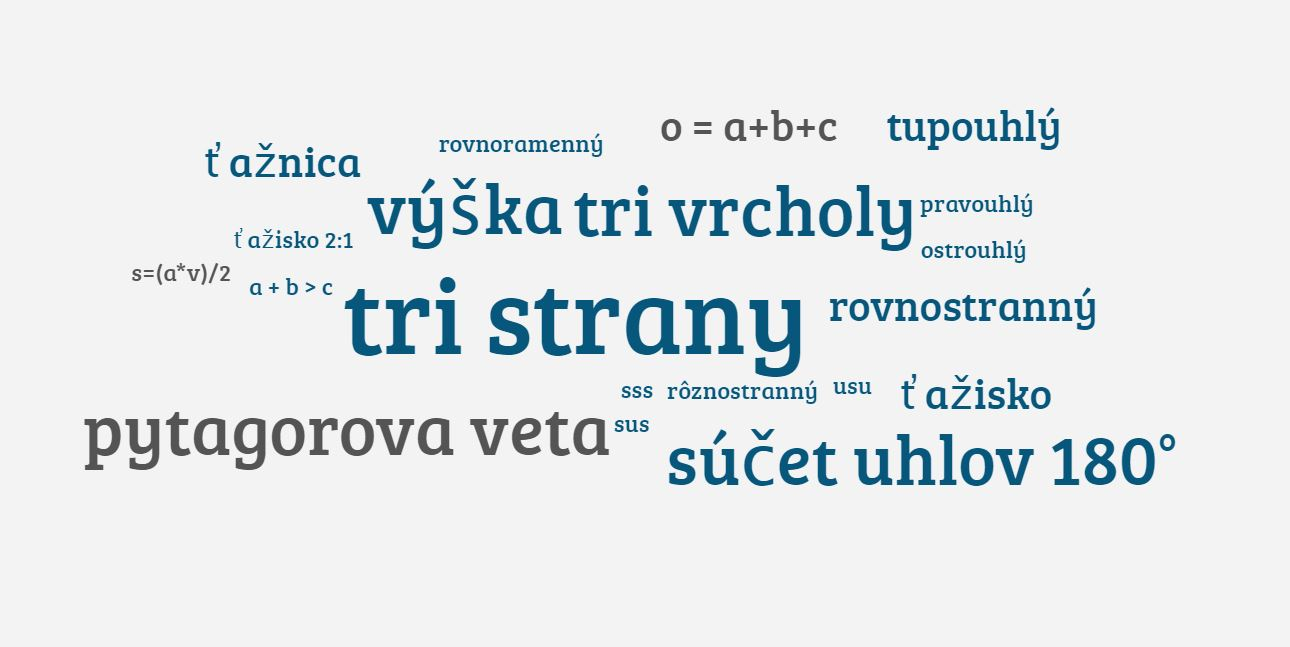 o = a+b+c
tupouhlý
rovnoramenný
ťažnica
výška
tri vrcholy
pravouhlý
ťažisko 2:1
ostrouhlý
s=(a*v)/2
a + b > c
tri strany
rovnostranný
sss
rôznostranný
usu
ťažisko
sus
pytagorova veta
súčet uhlov 180°